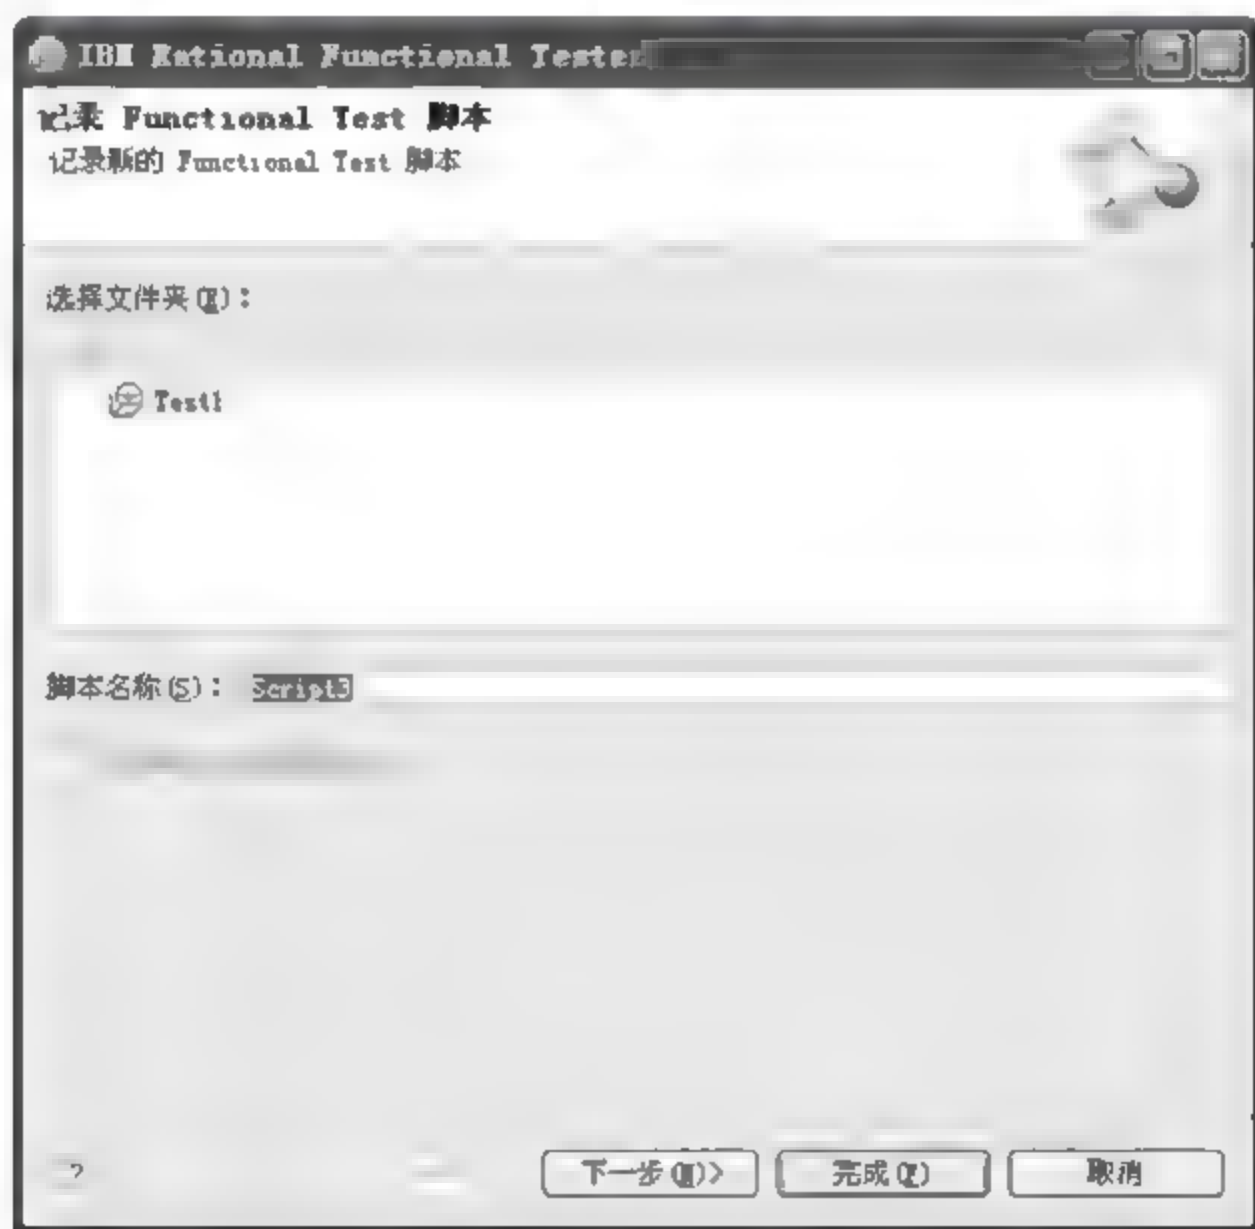 IBM Rational Functional Tester
记录 Functional Test 脚本
记录新的 Functional Test 脚本
选择文件夹(E):
Test1
脚本名称(S): Script3
?
下一步(N)>
完成(F)
取消